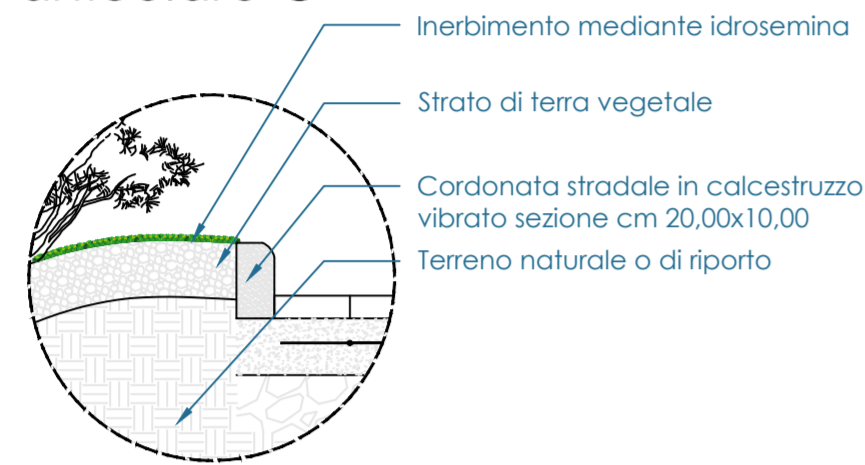 Inerbimento mediante idrosemina
Strato di terra vegetale
Cordonata stradale in calcestruzzo
vibrato sezione cm 20,00x10,00
Terreno naturale o di riporto